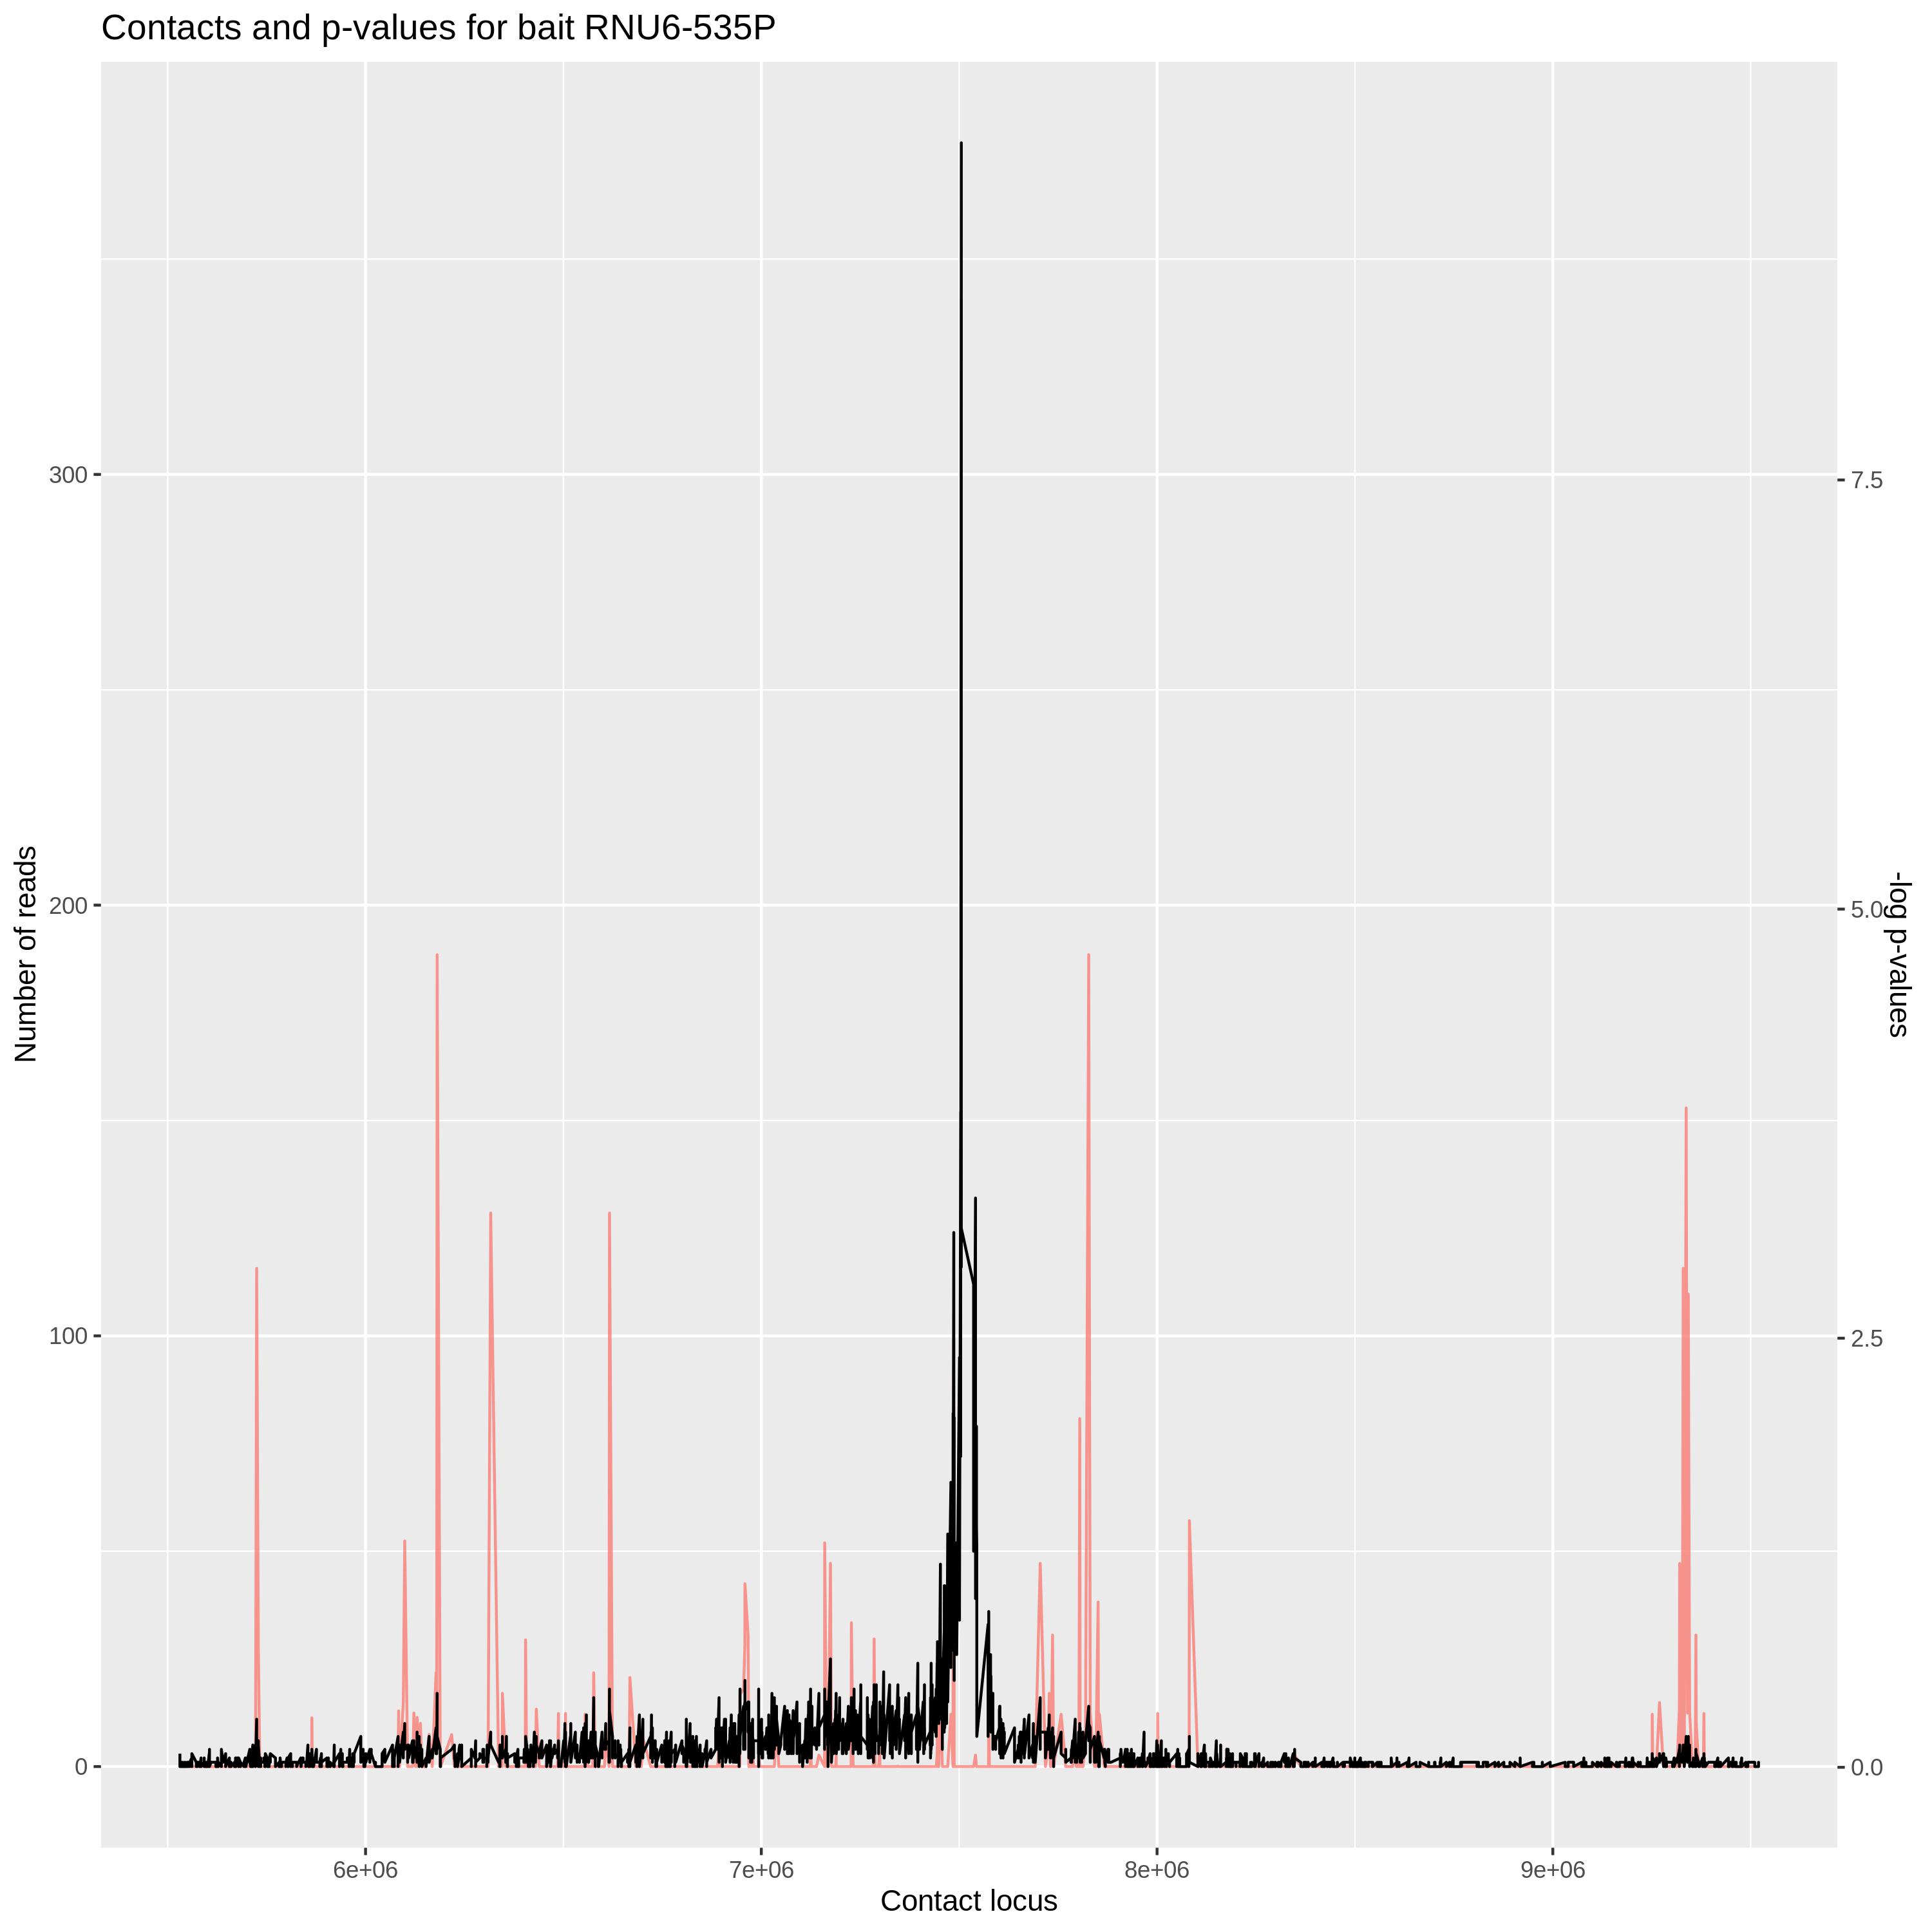 Contacts and p-values for bait RNU6-535P
Number of reads
300
200
100
0
7.5
5.0
2.5
0.0
-log p-values
6e+06
7e+06
8e+06
9e+06
Contact locus